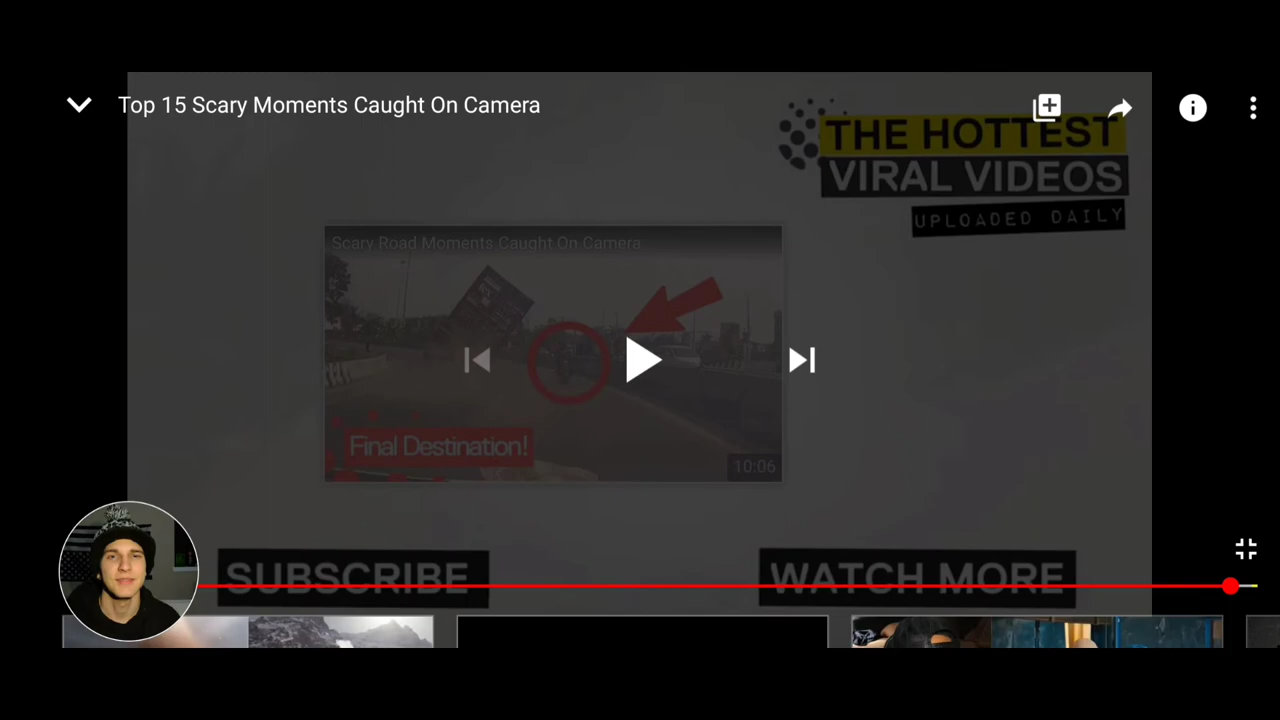 Top 15 Scary Moments Caught On Camera
THE HOTTEST
VIRAL VIDEOS
UPLOADED DAILY
Scary Road Moments Caught On Camera
Final Destination!
10:06
SUBSCRIBE
WATCH MORE